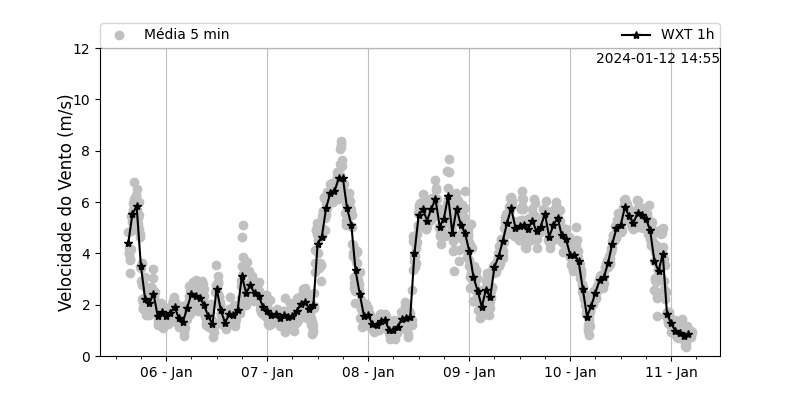 Média 5 min
WXT 1h
2024-01-12 14:55
Velocidade do Vento (m/s)
12
10
8
6
4
2
0
06 - Jan
07 - Jan
08 - Jan
09 - Jan
10 - Jan
11 - Jan